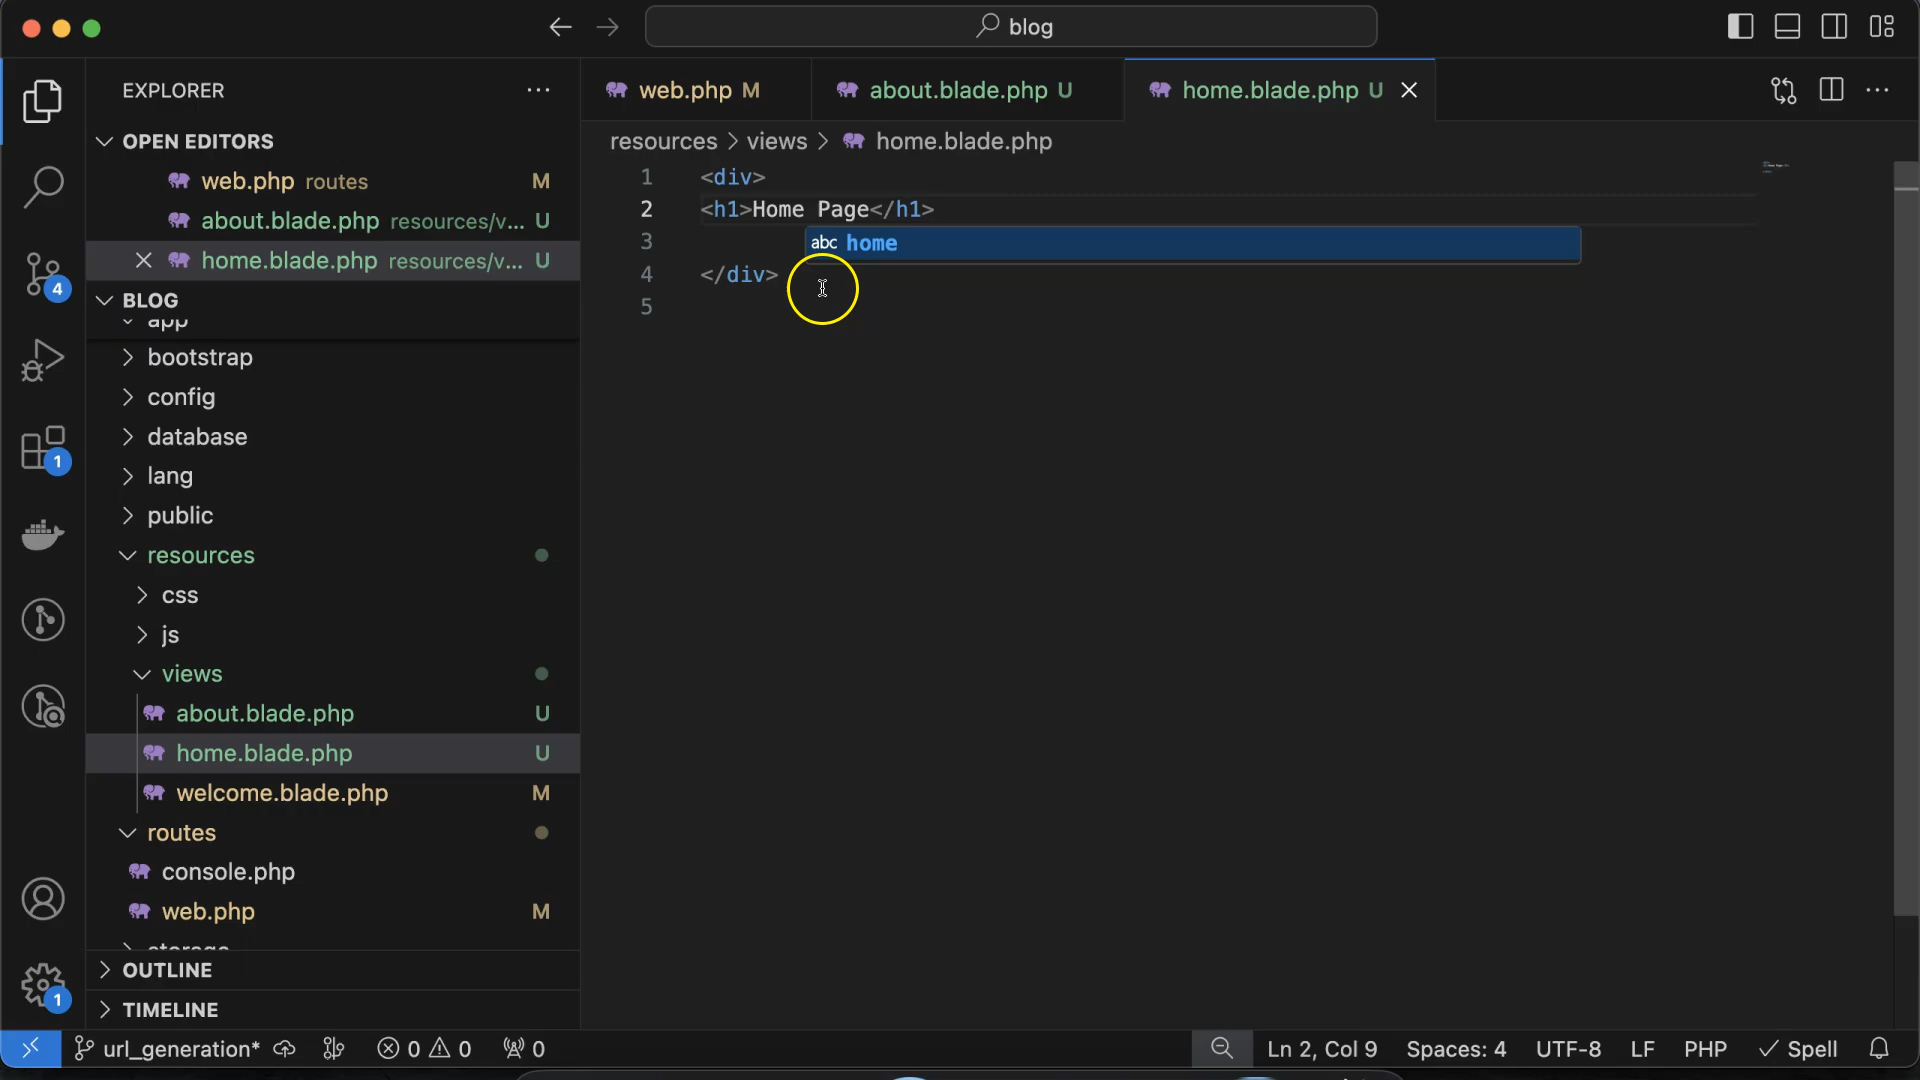 blog
EXPLORER
OPEN EDITORS
web.php routes M
about.blade.php resources/v... U
home.blade.php resources/v... U
BLOG
app
bootstrap
config
database
lang
public
resources
css
js
views
about.blade.php U
home.blade.php U
welcome.blade.php M
routes
console.php
web.php M
storage
OUTLINE
TIMELINE
4
1
1
web.php M
about.blade.php U
home.blade.php U
resources > views > home.blade.php
1 <div>
2 <h1>Home Page</h1>
3
abc home
4 </div>
5
url_generation* 0 0 0 Ln 2, Col 9 Spaces: 4 UTF-8 LF PHP Spell